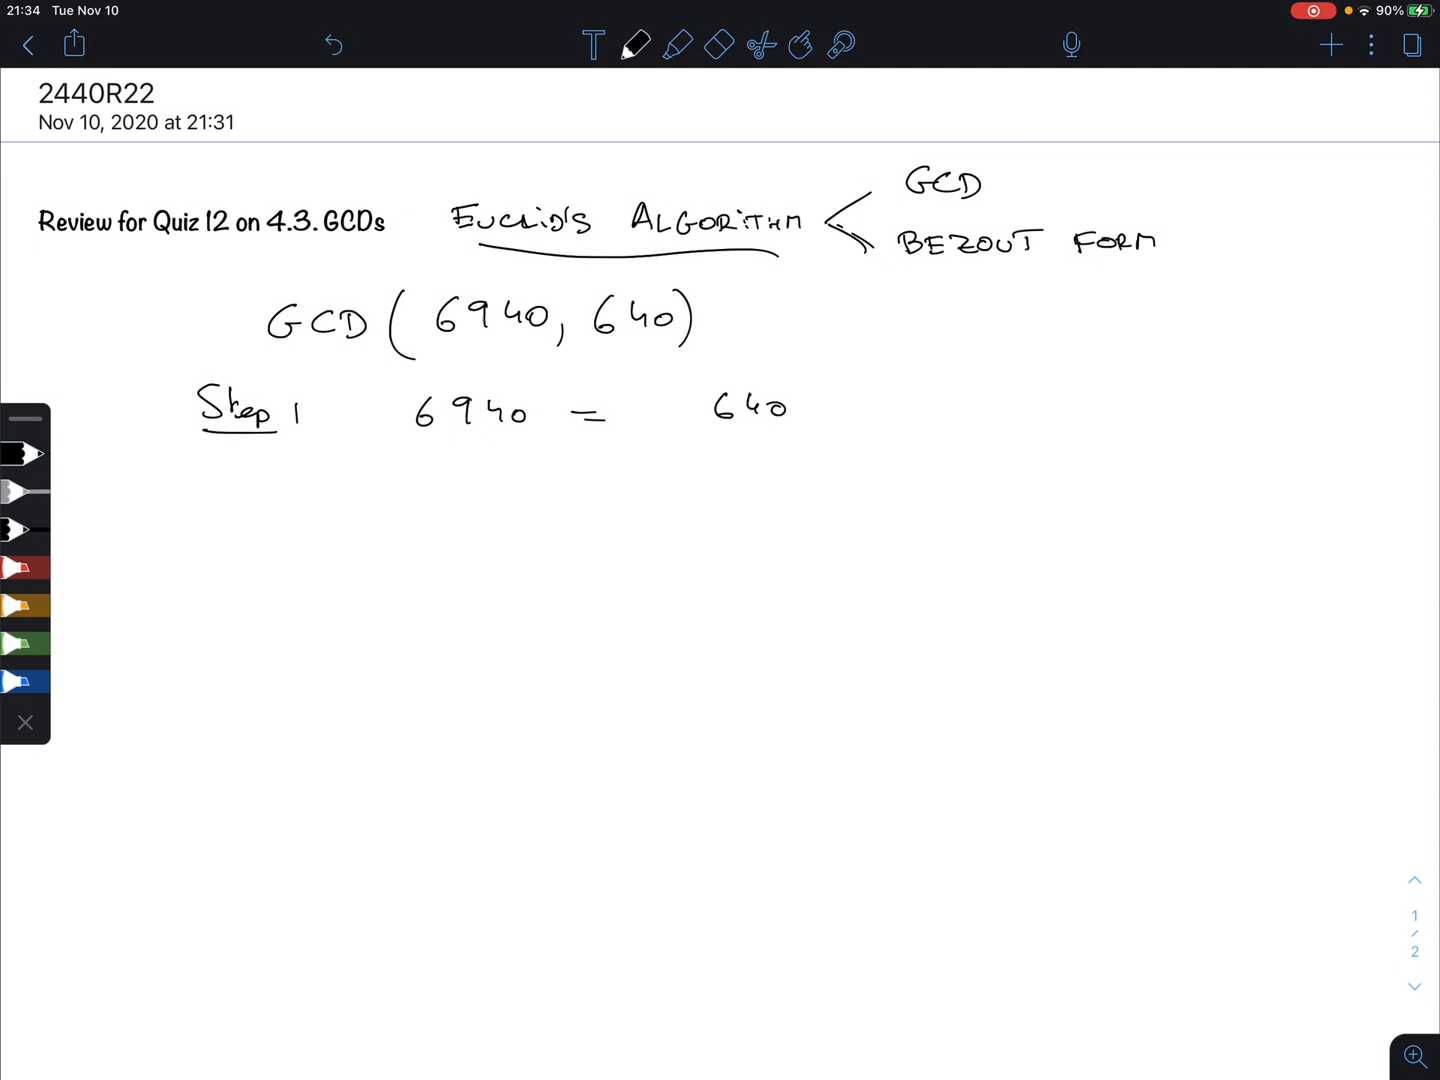 21:34 Tue Nov 10 90%
2440R22
Nov 10, 2020 at 21:31
GCD
Review for Quiz 12 on 4.3. GCDs EUCLID'S ALGORITHM
BEZOUT FORM
GCD ( 6940, 640)
Step 1 6940 = 640
1
/
2